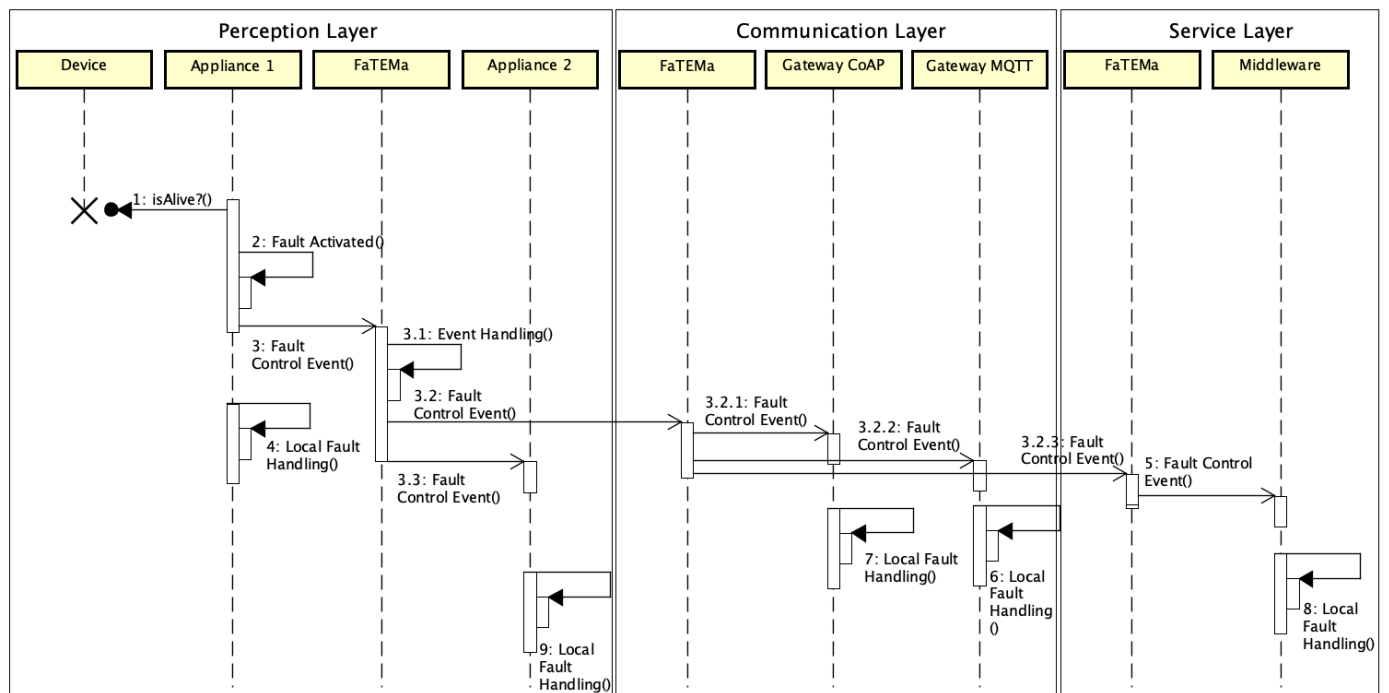 Perception Layer
Communication Layer
Service Layer
Device
Appliance 1
FaTEMa
Appliance 2
FaTEMa
Gateway CoAP
Gateway MQTT
FaTEMa
Middleware
1: isAlive?()
2: Fault Activated()
3: Fault
Control Event()
3.1: Event Handling()
3.2: Fault
Control Event()
3.2.1: Fault
Control Event()
3.2.2: Fault
Control Event()
3.2.3: Fault
Control Event()
5: Fault Control
Event()
4: Local Fault
Handling()
3.3: Fault
Control Event()
7: Local Fault
Handling()
6: Local
Fault
Handling
()
8: Local
Fault
Handling()
9: Local
Fault
Handling()